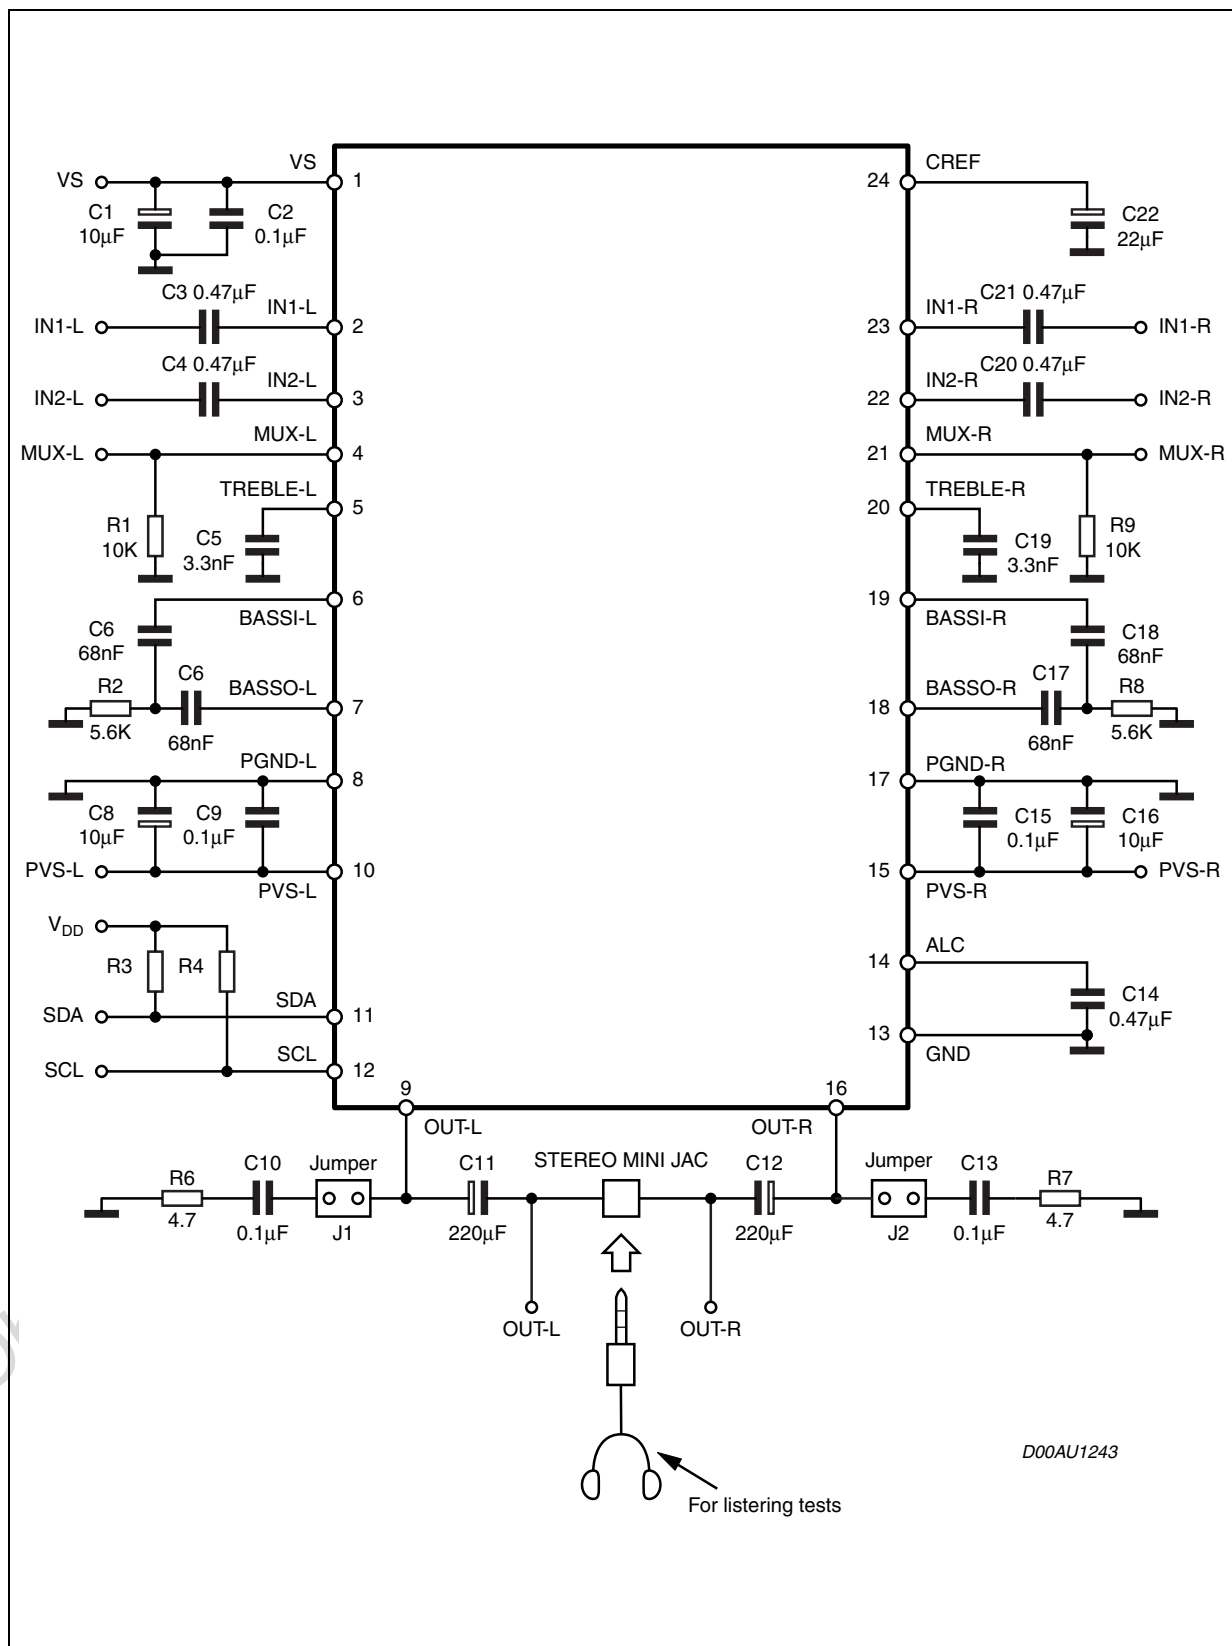 VS
VS
1
C1
10μF
C2
0.1μF
C3 0.47μF
IN1-L
IN1-L
2
C4 0.47μF
IN2-L
IN2-L
3
MUX-L
MUX-L
4
TREBLE-L
5
R1
10K
C5
3.3nF
6
BASSI-L
C6
68nF
R2
5.6K
C6
68nF
BASSO-L
7
PGND-L
8
C8
10μF
C9
0.1μF
PVS-L
10
PVS-L
VDD
R3
R4
SDA
SDA
11
SCL
SCL
12
24
CREF
C22
22μF
IN1-R
C21 0.47μF
23
IN1-R
IN2-R
C20 0.47μF
22
IN2-R
MUX-R
21
MUX-R
20
TREBLE-R
C19
3.3nF
R9
10K
19
BASSI-R
C18
68nF
BASSO-R
18
C17
68nF
R8
5.6K
17
PGND-R
C15
0.1μF
C16
10μF
15
PVS-R
PVS-R
14
ALC
C14
0.47μF
13
GND
9
OUT-L
16
OUT-R
R6
4.7
C10
0.1μF
Jumper
J1
C11
220μF
STEREO MINI JAC
C12
220μF
Jumper
J2
C13
0.1μF
R7
4.7
OUT-L
OUT-R
For listering tests
D00AU1243